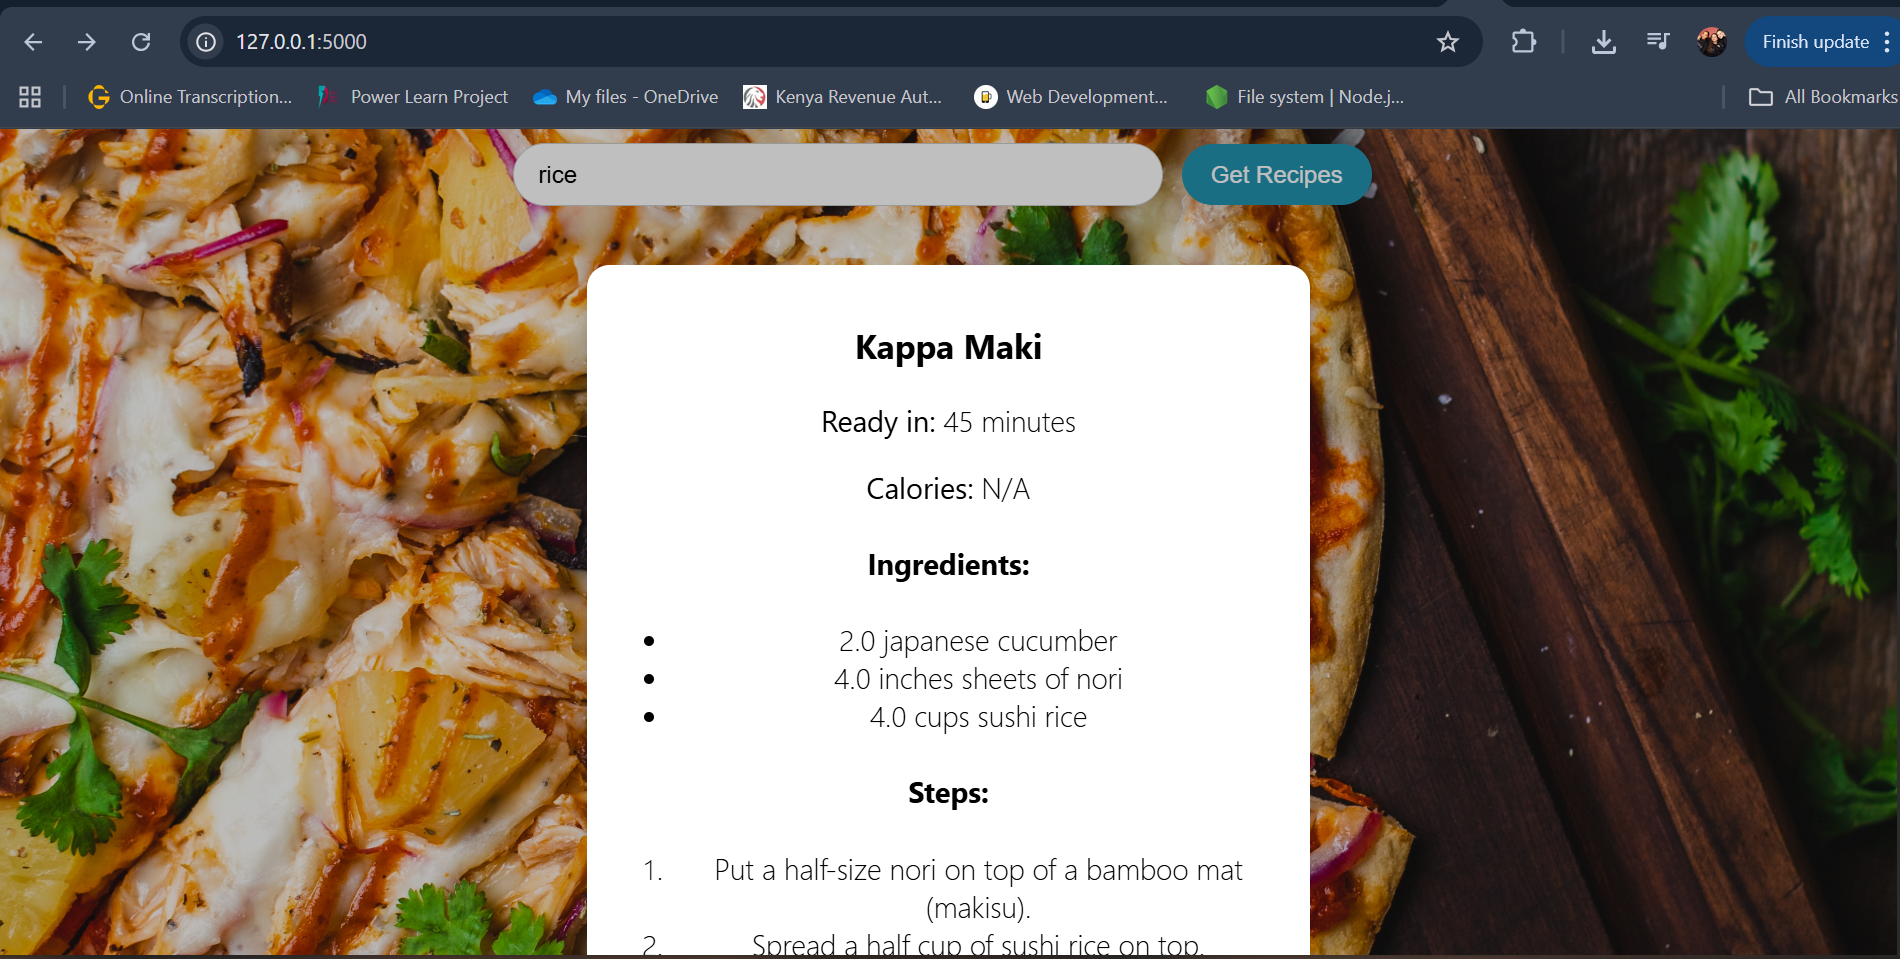 127.0.0.1:5000
Finish update
Online Transcription...
Power Learn Project
My files - OneDrive
Kenya Revenue Aut...
Web Development...
File system | Node.j...
All Bookmarks
rice
Get Recipes
Kappa Maki
Ready in: 45 minutes
Calories: N/A
Ingredients:
• 2.0 japanese cucumber
• 4.0 inches sheets of nori
• 4.0 cups sushi rice
Steps:
1. Put a half-size nori on top of a bamboo mat
(makisu).
2. Spread a half cup of sushi rice on top.